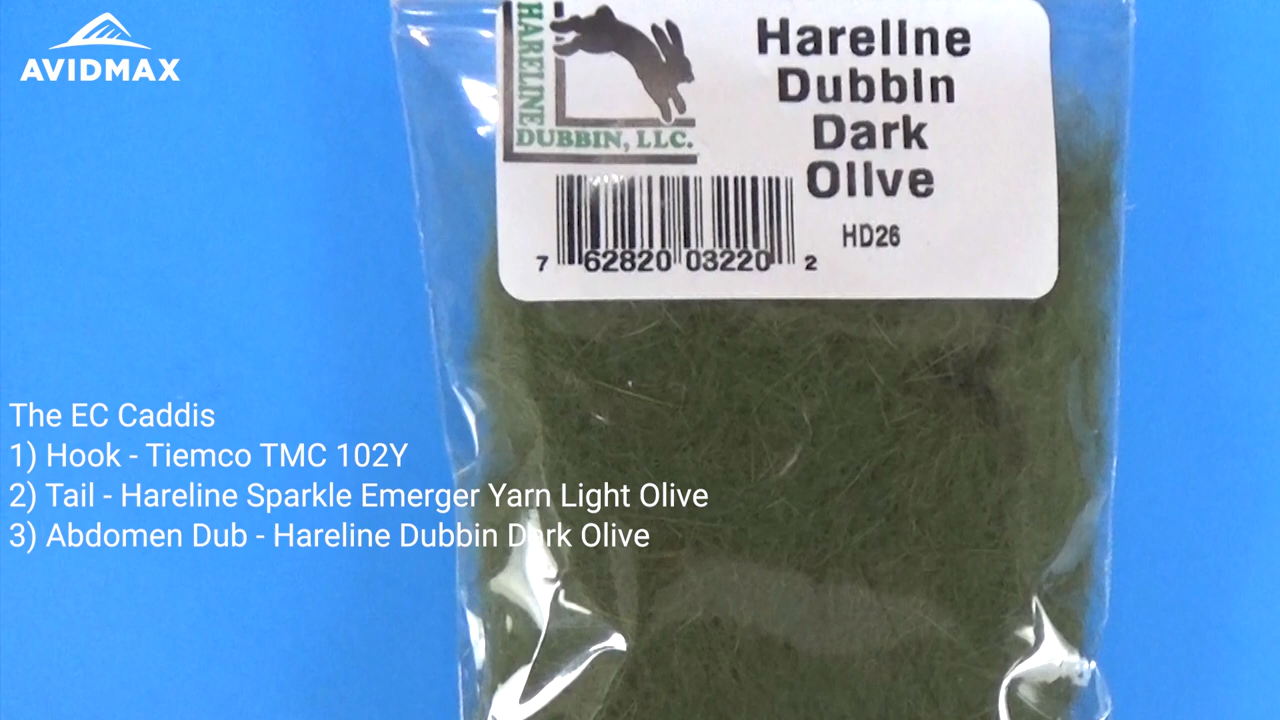 AVIDMAX
HARELINE
DUBBIN, LLC.
Hareline
Dubbin
Dark
Olive
HD26
7 62820 03220 2
The EC Caddis
1) Hook - Tiemco TMC 102Y
2) Tail - Hareline Sparkle Emerger Yarn Light Olive
3) Abdomen Dub - Hareline Dubbin Dark Olive